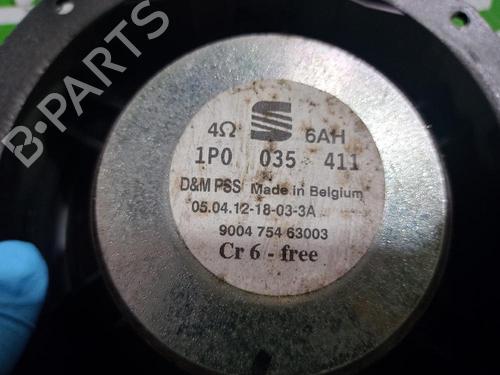 4Ω 6AH
1P0 035 411
D&M PSS Made in Belgium
05.04.12-18-03-3A
9004 754 63003
Cr 6 - free
B-PARTS